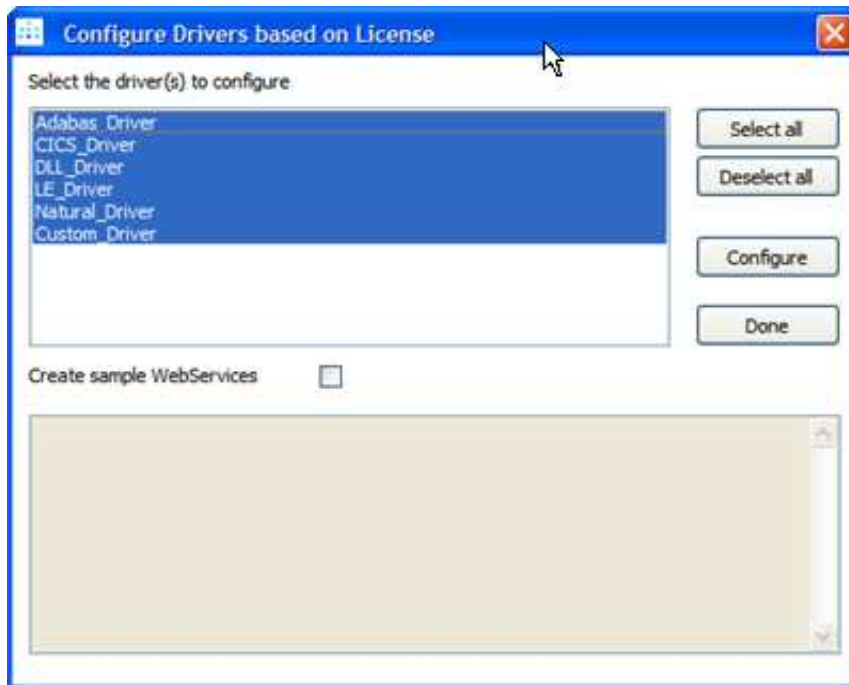 Configure Drivers based on License
Select the driver(s) to configure
Adabas_Driver
CICS_Driver
DLL_Driver
LE_Driver
Natural_Driver
Custom_Driver
Select all
Deselect all
Configure
Done
Create sample WebServices